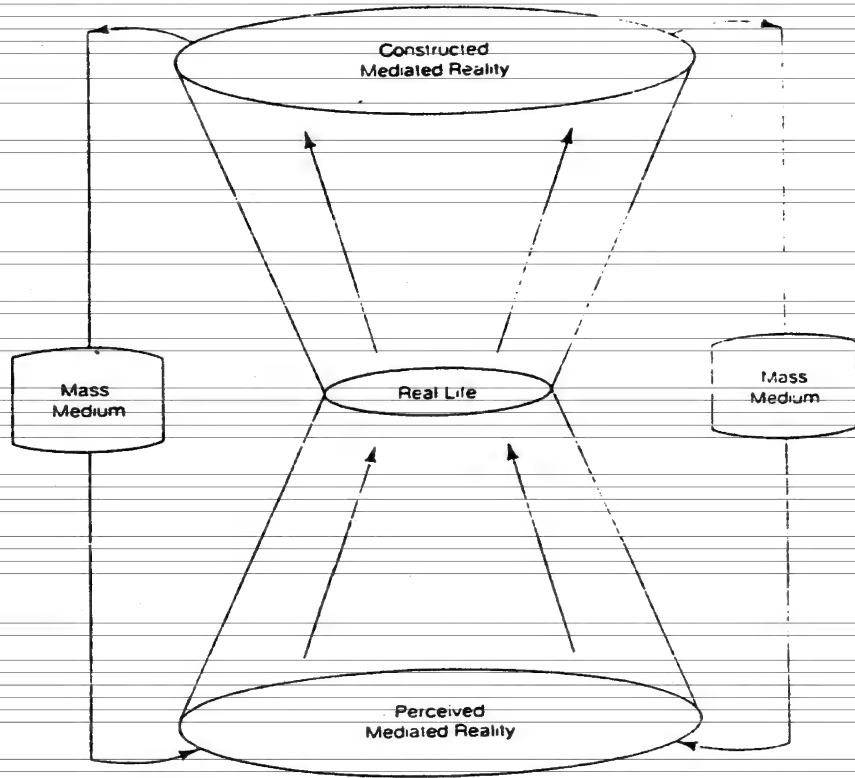 Constructed
Mediated Reality
Mass
Medium
Real Life
Mass
Medium
Perceived
Mediated Reality